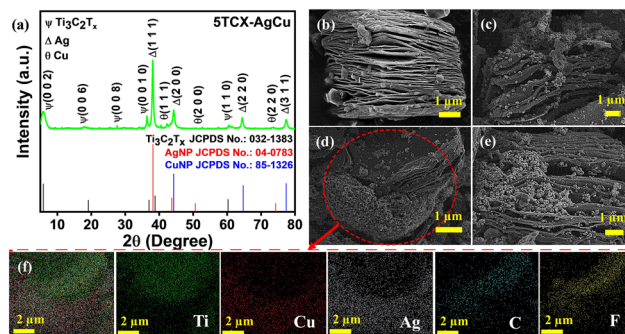 (a)
ψ Ti3C2Tx
Δ Ag
θ Cu
5TCX-AgCu
Intensity (a.u.)
ψ(0 0 2)
ψ(0 0 6)
ψ(0 0 8)
ψ(0 0 10)
Δ(1 1 1)
θ(1 1 1)
Δ(2 0 0)
θ(2 0 0)
ψ(1 1 0)
Δ(2 2 0)
θ(2 2 0)
Δ(3 1 1)
Ti3C2Tx JCPDS No.: 032-1383
AgNP JCPDS No.: 04-0783
CuNP JCPDS No.: 85-1326
10 20 30 40 50 60 70 80
2θ (Degree)
(b)
1 µm
(c)
1 µm
(d)
1 µm
(e)
1 µm
(f)
2 µm
2 µm
Ti
2 µm
Cu
2 µm
Ag
2 µm
C
2 µm
F